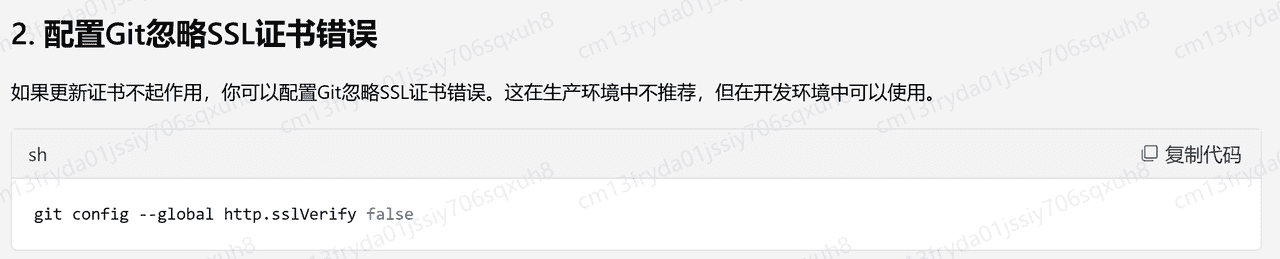 2. 配置Git忽略SSL证书错误
如果更新证书不起作用，你可以配置Git忽略SSL证书错误。这在生产环境中不推荐，但在开发环境中可以使用。
sh
复制代码
git config --global http.sslVerify false
cm13fryda01jssiy706sqxuh8